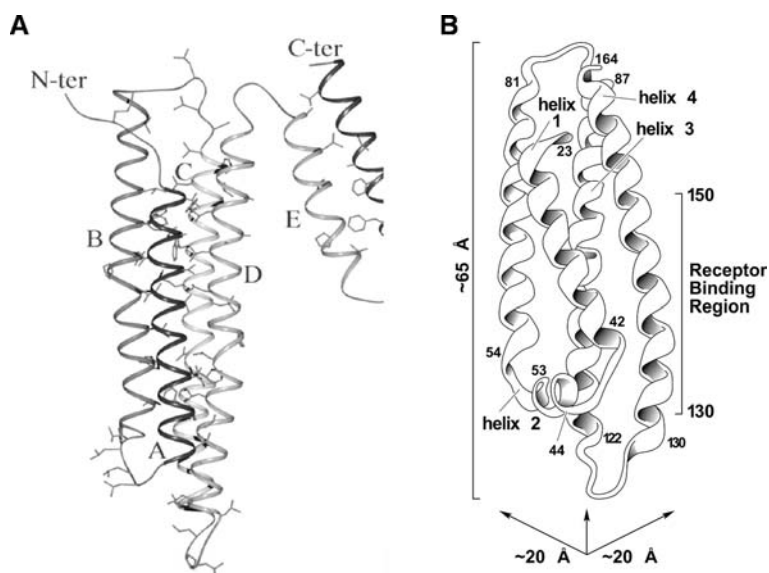 A
N-ter
C-ter
C
B
D
E
A
B
164
81
87
helix
1
helix 4
helix 3
23
150
~65 Å
Receptor
Binding
Region
42
54
53
helix 2
44
122
130
130
~20 Å
~20 Å